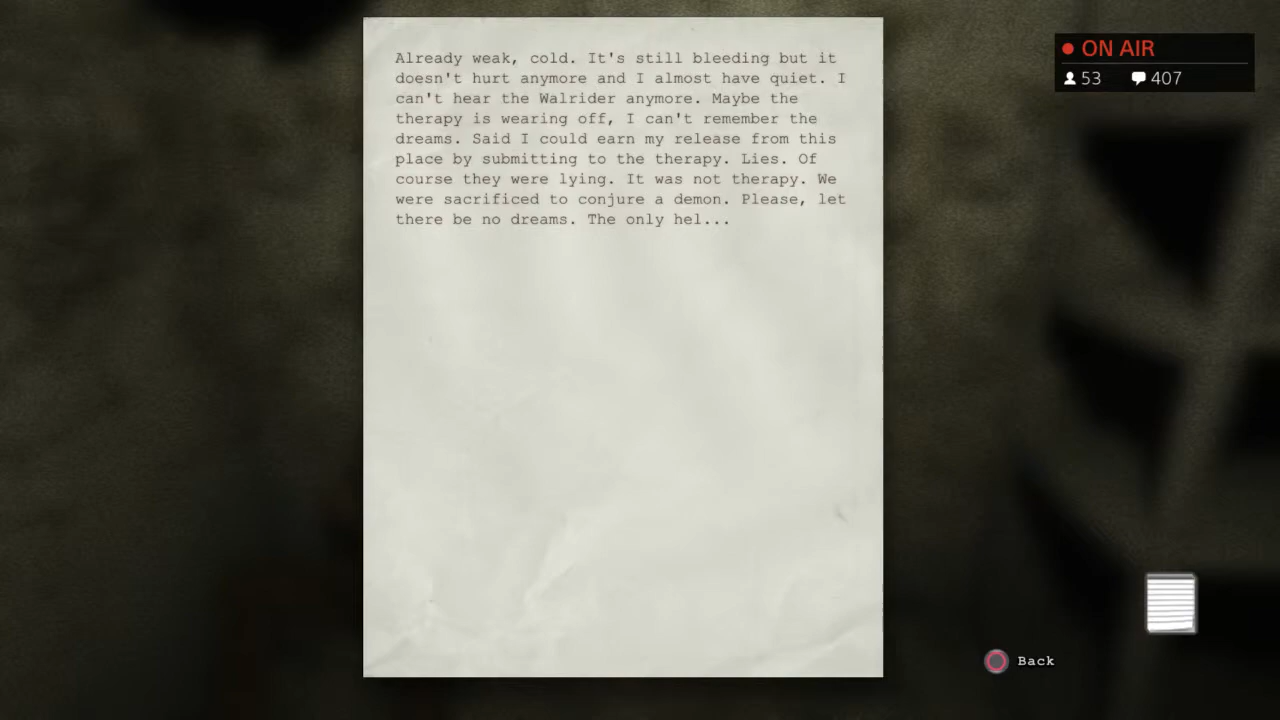 Already weak, cold. It's still bleeding but it
doesn't hurt anymore and I almost have quiet. I
can't hear the Walrider anymore. Maybe the
therapy is wearing off, I can't remember the
dreams. Said I could earn my release from this
place by submitting to the therapy. Lies. Of
course they were lying. It was not therapy. We
were sacrificed to conjure a demon. Please, let
there be no dreams. The only hel...
ON AIR
53 407
Back